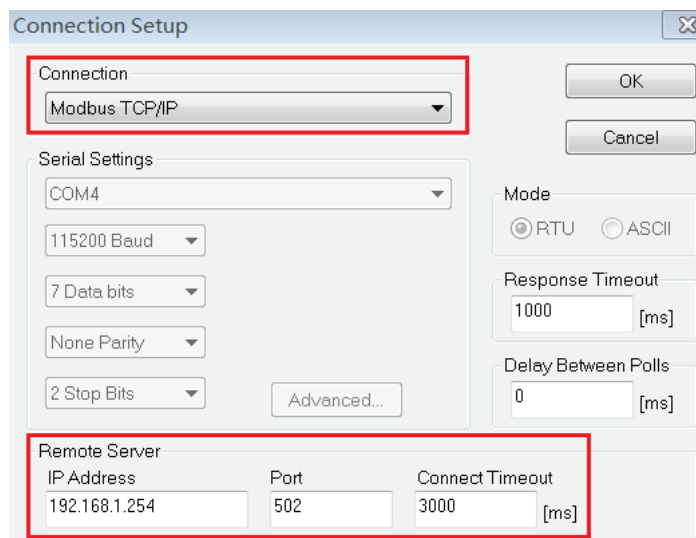 Connection Setup
Connection
Modbus TCP/IP
OK
Cancel
Serial Settings
COM4
115200 Baud
7 Data bits
None Parity
2 Stop Bits
Advanced...
Mode
RTU ASCII
Response Timeout
1000 [ms]
Delay Between Polls
0 [ms]
Remote Server
IP Address Port Connect Timeout
192.168.1.254 502 3000 [ms]